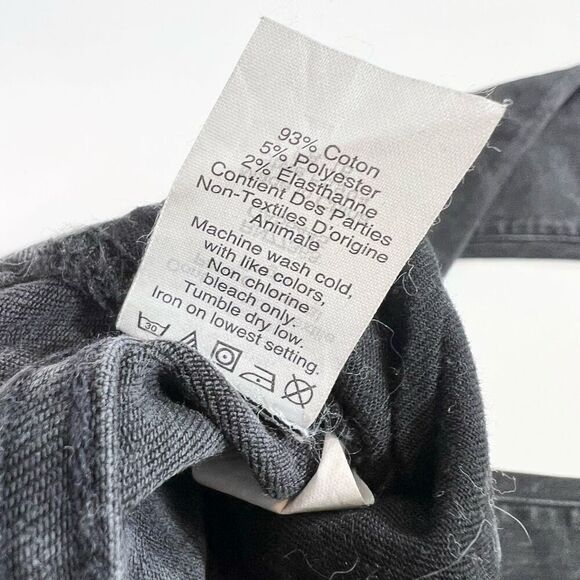 93% Coton
5% Polyester
2% Élasthanne
Contient Des Parties
Non-Textiles D'origine
Animale
Machine wash cold,
with like colors,
Non chlorine
bleach only.
Tumble dry low.
Iron on lowest setting.
30